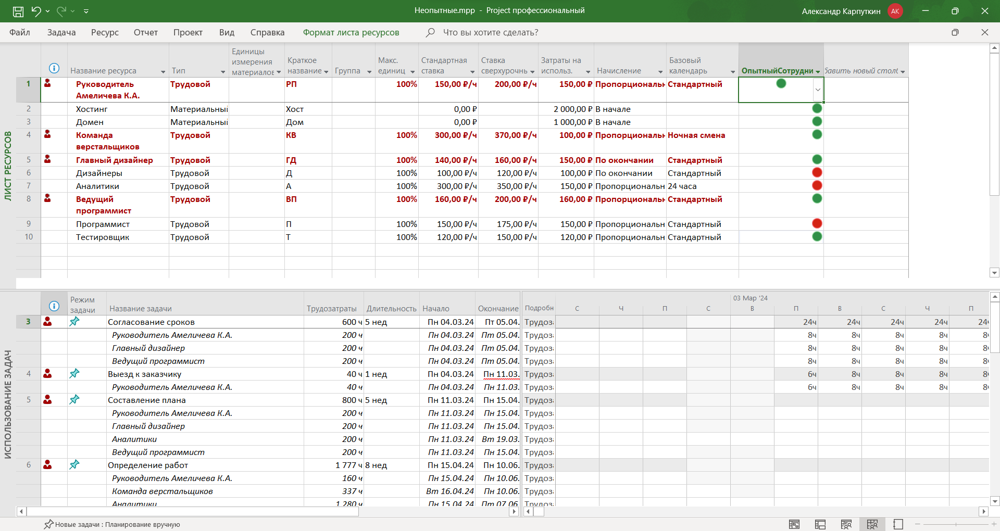 Неопытные.mpp - Project профессиональный
Александр Карпуткин АК
Файл Задача Ресурс Отчет Проект Вид Справка Формат листа ресурсов Что вы хотите сделать?
ЛИСТ РЕСУРСОВ
Название ресурса Тип Единицы измерения материалов Краткое название Группа Макс. единиц Стандартная ставка Ставка сверхурочнь Затраты на использ. Начисление Базовый календарь ОпытныйСотрудни бавить новый столб
1 Руководитель Амеличева К.А. Трудовой РП 100% 150,00 ₽/ч 200,00 ₽/ч 150,00 ₽ Пропорциональн Стандартный
2 Хостинг Материальный Хост 0,00 ₽ 2 000,00 ₽ В начале
3 Домен Материальный Дом 0,00 ₽ 1 000,00 ₽ В начале
4 Команда верстальщиков Трудовой КВ 100% 300,00 ₽/ч 370,00 ₽/ч 100,00 ₽ Пропорциональн Ночная смена
5 Главный дизайнер Трудовой ГД 100% 140,00 ₽/ч 160,00 ₽/ч 150,00 ₽ По окончании Стандартный
6 Дизайнеры Трудовой Д 100% 100,00 ₽/ч 120,00 ₽/ч 100,00 ₽ По окончании Стандартный
7 Аналитики Трудовой А 100% 300,00 ₽/ч 350,00 ₽/ч 150,00 ₽ Пропорциональн 24 часа
8 Ведущий программист Трудовой ВП 100% 160,00 ₽/ч 200,00 ₽/ч 160,00 ₽ Пропорциональн Стандартный
9 Программист Трудовой П 100% 150,00 ₽/ч 175,00 ₽/ч 150,00 ₽ Пропорциональн Стандартный
10 Тестировщик Трудовой Т 100% 120,00 ₽/ч 150,00 ₽/ч 120,00 ₽ Пропорциональн Стандартный
ИСПОЛЬЗОВАНИЕ ЗАДАЧ
Режим задачи Название задачи Трудозатраты Длительность Начало Окончание Подробн 03 Мар '24
С Ч П С В П В С Ч П
3 Согласование сроков 600 ч 5 нед Пн 04.03.24 Пт 05.04. Трудоз 24ч 24ч 24ч 24ч 24ч
Руководитель Амеличева К.А. 200 ч Пн 04.03.24 Пт 05.04. Трудоз 8ч 8ч 8ч 8ч 8ч
Главный дизайнер 200 ч Пн 04.03.24 Пт 05.04. Трудоз 8ч 8ч 8ч 8ч 8ч
Ведущий программист 200 ч Пн 04.03.24 Пт 05.04. Трудоз 8ч 8ч 8ч 8ч 8ч
4 Выезд к заказчику 40 ч 1 нед Пн 04.03.24 Пн 11.03. Трудоз 6ч 8ч 8ч 8ч 8ч
Руководитель Амеличева К.А. 40 ч Пн 04.03.24 Пн 11.03. Трудоз 6ч 8ч 8ч 8ч 8ч
5 Составление плана 800 ч 5 нед Пн 11.03.24 Пн 15.04. Трудоз
Руководитель Амеличева К.А. 200 ч Пн 11.03.24 Пн 15.04. Трудоз
Главный дизайнер 200 ч Пн 11.03.24 Пн 15.04. Трудоз
Аналитики 200 ч Пн 11.03.24 Вт 19.03. Трудоз
Ведущий программист 200 ч Пн 11.03.24 Пн 15.04. Трудоз
6 Определение работ 1 777 ч 8 нед Пн 15.04.24 Пн 10.06. Трудоз
Руководитель Амеличева К.А. 160 ч Пн 15.04.24 Пн 10.06. Трудоз
Команда верстальщиков 337 ч Вт 16.04.24 Пн 10.06. Трудоз
Аналитики 1 280 ч Пн 15.04.24 Пт 07.06. Трудоз
Новые задачи : Планирование вручную